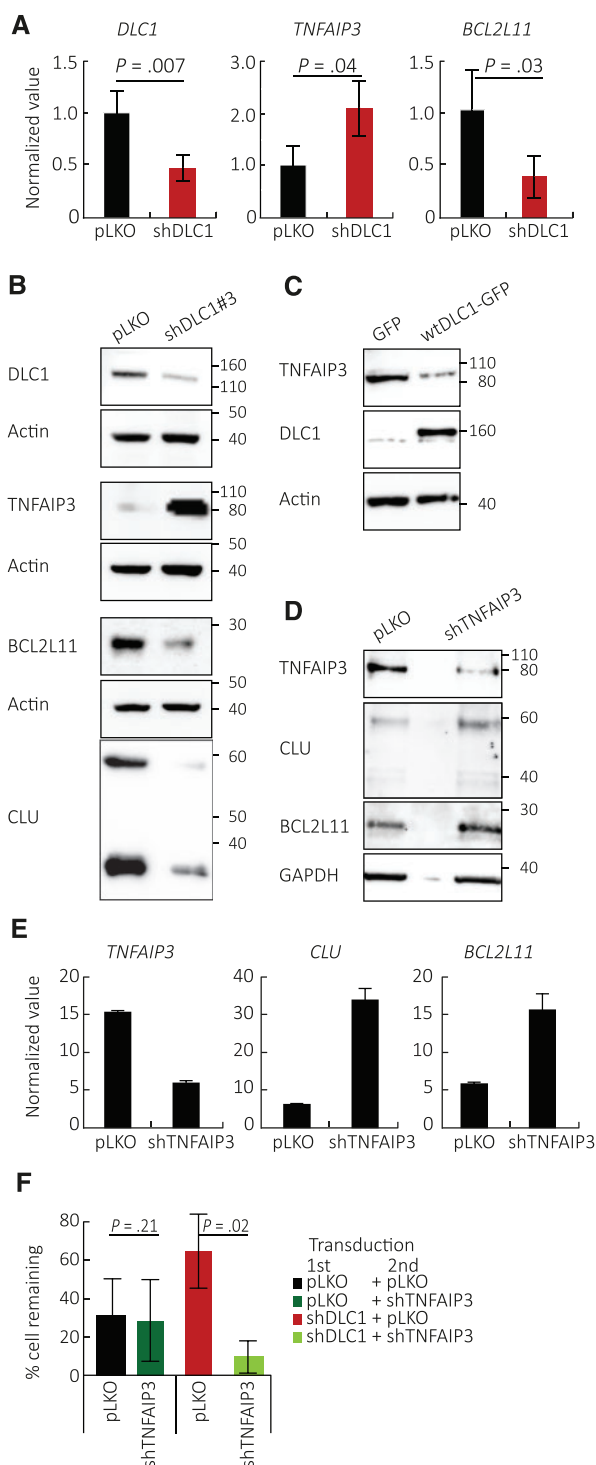 A
DLC1
TNFAIP3
BCL2L11
Normalized value
1.5
1.0
0.5
0
P = .007
pLKO
shDLC1
3.0
2.0
1.0
0
P = .04
pLKO
shDLC1
1.5
1.0
0.5
0
P = .03
pLKO
shDLC1
B
pLKO
shDLC1#3
DLC1
160
110
Actin
50
40
TNFAIP3
110
80
Actin
50
40
BCL2L11
30
Actin
50
40
CLU
60
50
40
C
GFP
wtDLC1-GFP
TNFAIP3
110
80
DLC1
160
Actin
40
D
pLKO
shTNFAIP3
TNFAIP3
110
80
CLU
60
40
BCL2L11
30
GAPDH
40
E
TNFAIP3
CLU
BCL2L11
Normalized value
20
15
10
5
0
pLKO
shTNFAIP3
40
30
20
10
0
pLKO
shTNFAIP3
20
15
10
5
0
pLKO
shTNFAIP3
F
% cell remaining
80
60
40
20
0
P = .21
P = .02
pLKO
shTNFAIP3
pLKO
shTNFAIP3
Transduction
1st 2nd
pLKO + pLKO
pLKO + shTNFAIP3
shDLC1 + pLKO
shDLC1 + shTNFAIP3